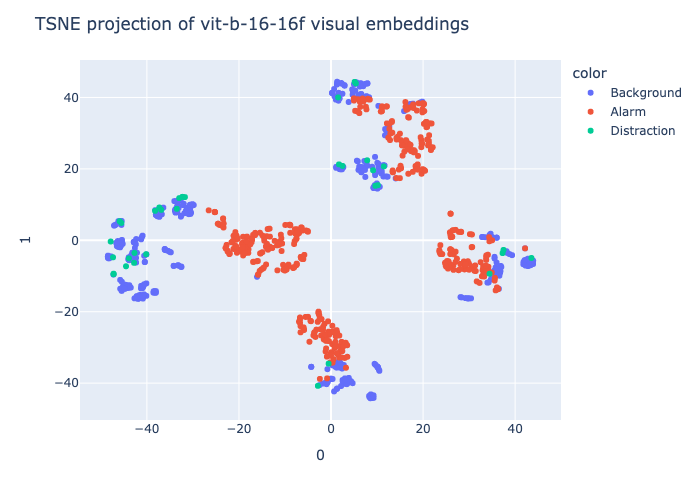 TSNE projection of vit-b-16-16f visual embeddings
color
Background
Alarm
Distraction
40
20
0
−20
−40
1
−40
−20
0
20
40
0